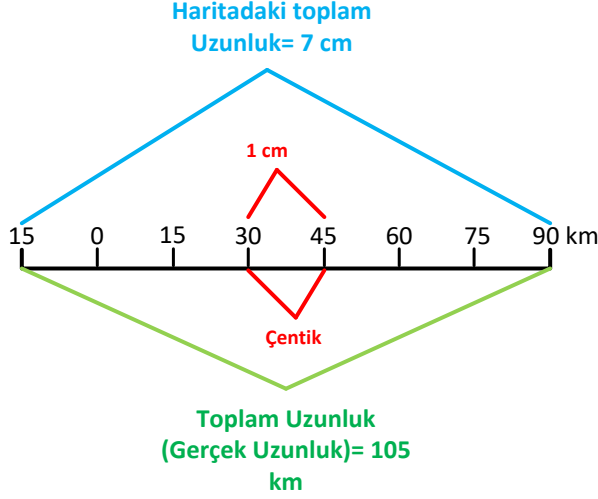 Haritadaki toplam
Uzunluk= 7 cm
1 cm
15 0 15 30 45 60 75 90 km
Çentik
Toplam Uzunluk
(Gerçek Uzunluk)= 105
km